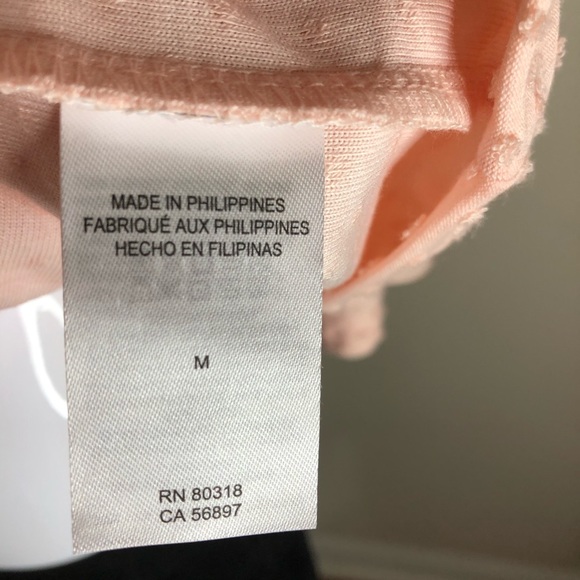 MADE IN PHILIPPINES
FABRIQUÉ AUX PHILIPPINES
HECHO EN FILIPINAS
M
RN 80318
CA 56897